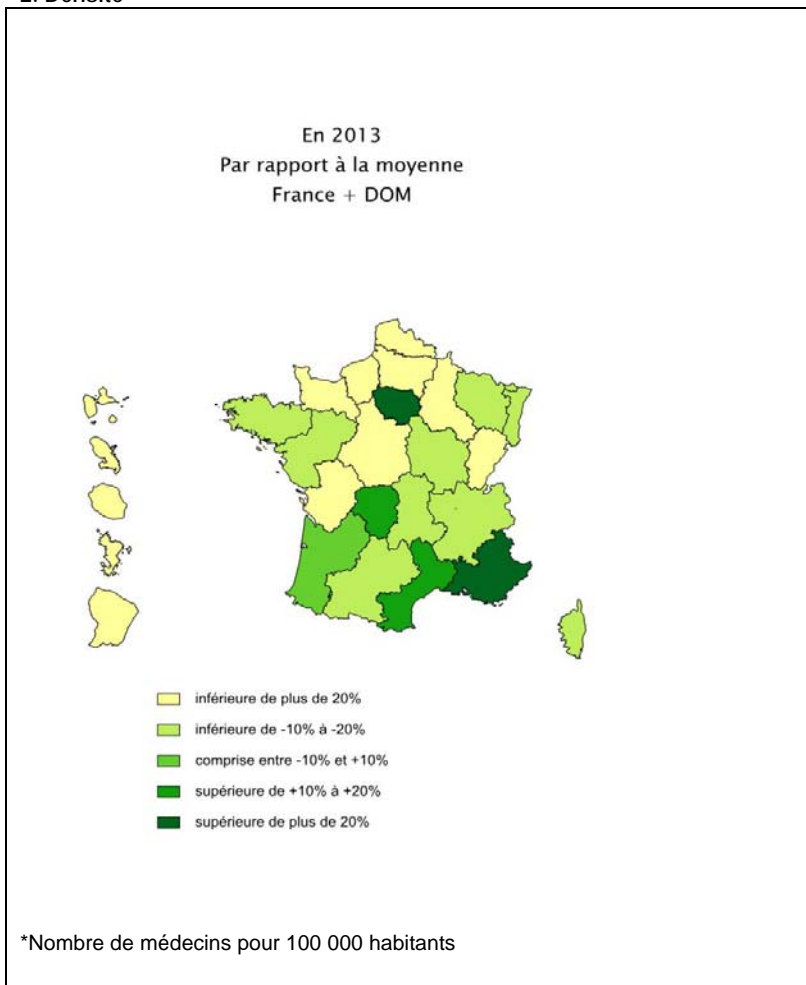 2. Densité
En 2013
Par rapport à la moyenne
France + DOM
inférieure de plus de 20%
inférieure de -10% à -20%
comprise entre -10% et +10%
supérieure de +10% à +20%
supérieure de plus de 20%
*Nombre de médecins pour 100 000 habitants